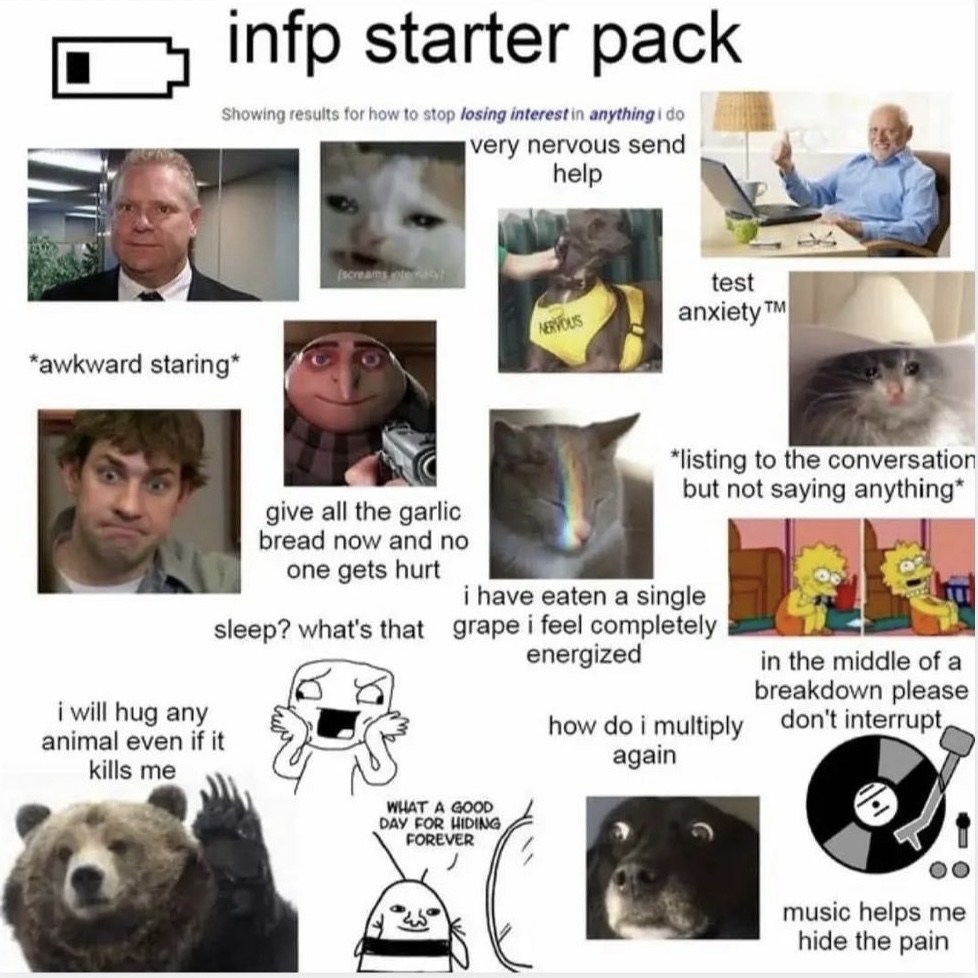 infp starter pack
Showing results for how to stop losing interest in anything i do
very nervous send
help
[screams internally]
NERVOUS
test
anxiety™
*awkward staring*
*listing to the conversation
but not saying anything*
give all the garlic
bread now and no
one gets hurt
i have eaten a single
grape i feel completely
energized
sleep? what's that
in the middle of a
breakdown please
don't interrupt
i will hug any
animal even if it
kills me
how do i multiply
again
WHAT A GOOD
DAY FOR HIDING
FOREVER
music helps me
hide the pain